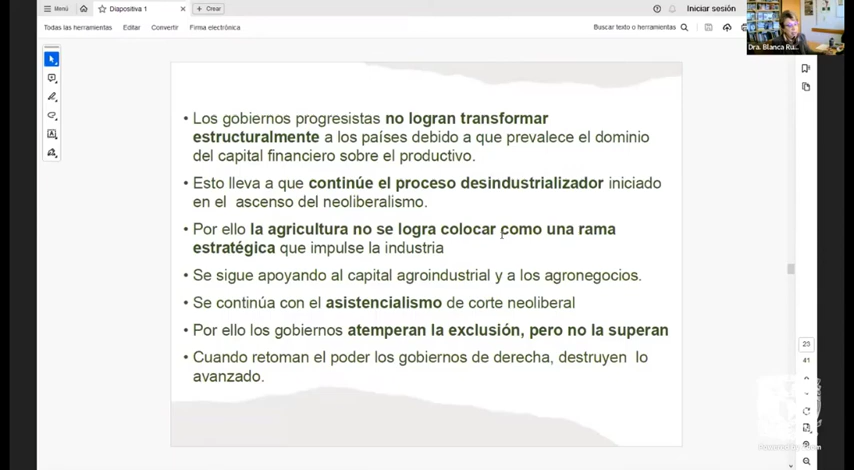 Menú
Diapositiva 1
Crear
Iniciar sesión
Todas las herramientas
Editar
Convertir
Firma electrónica
Buscar texto o herramientas
Dra. Blanca Ru...
• Los gobiernos progresistas no logran transformar
estructuralmente a los países debido a que prevalece el dominio
del capital financiero sobre el productivo.
• Esto lleva a que continúe el proceso desindustrializador iniciado
en el ascenso del neoliberalismo.
• Por ello la agricultura no se logra colocar como una rama
estratégica que impulse la industria
• Se sigue apoyando al capital agroindustrial y a los agronegocios.
• Se continúa con el asistencialismo de corte neoliberal
• Por ello los gobiernos atemperan la exclusión, pero no la superan
• Cuando retoman el poder los gobiernos de derecha, destruyen lo
avanzado.
41